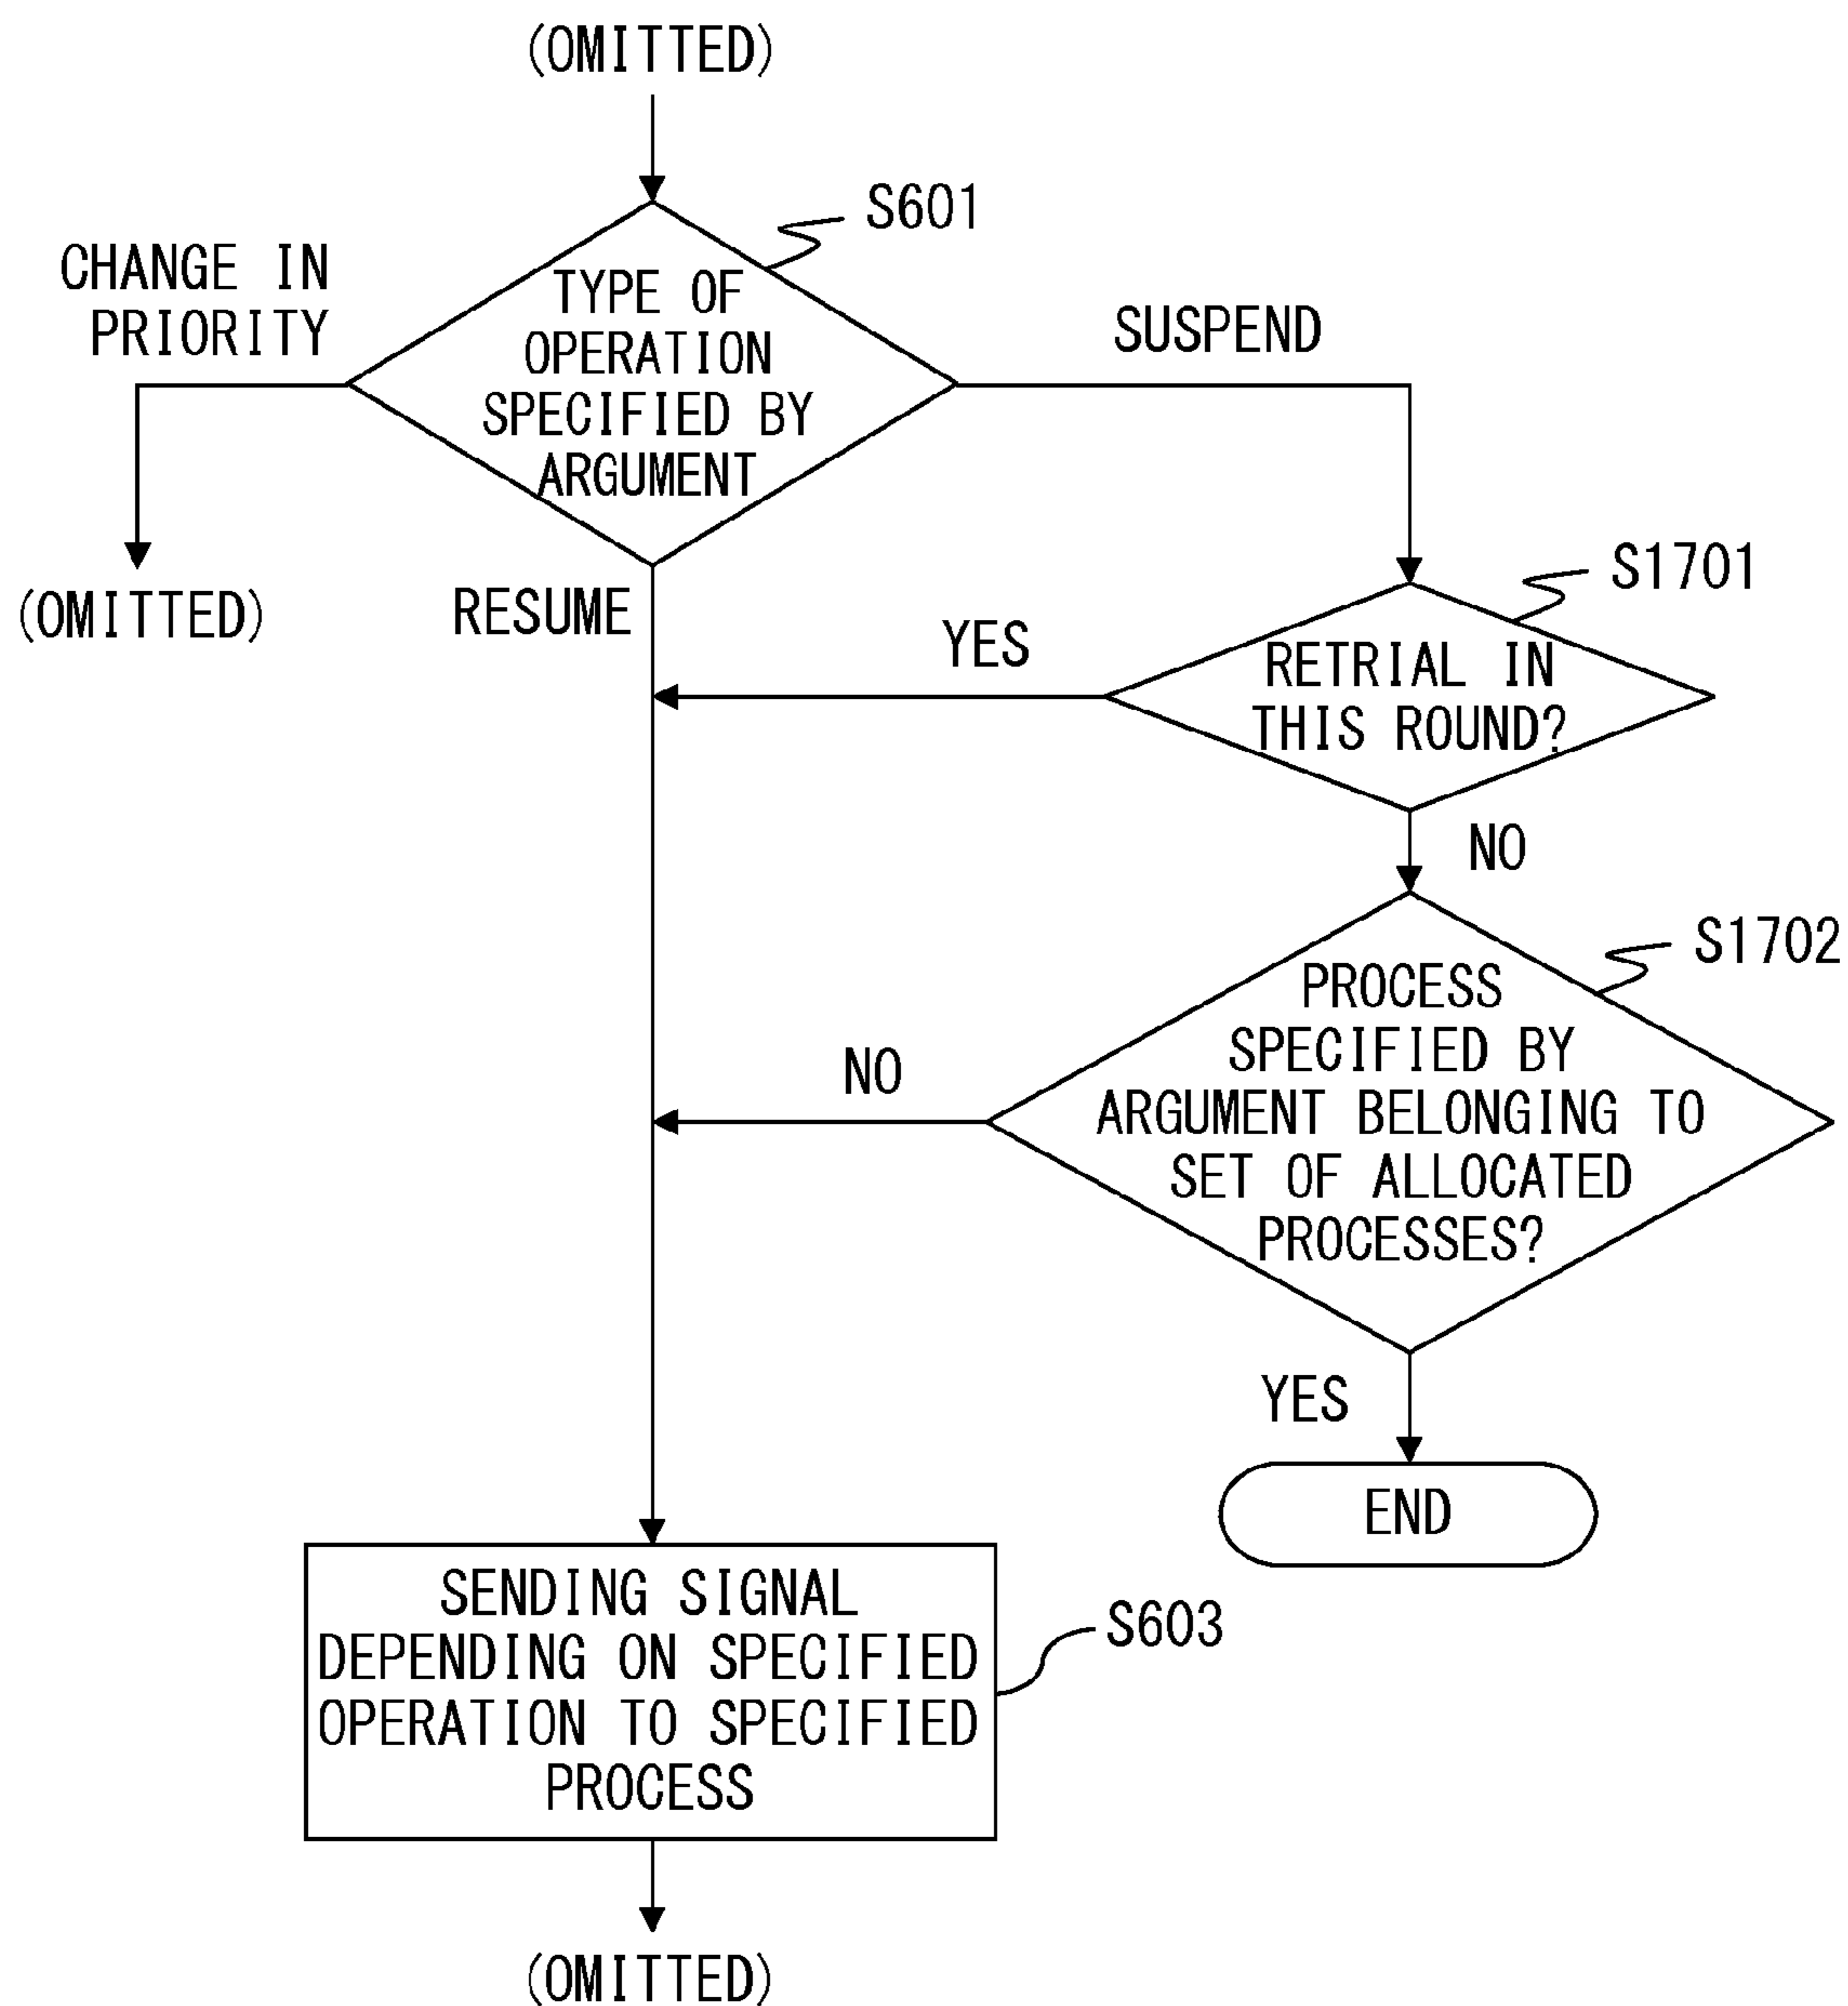 (OMITTED)
S601
CHANGE IN
PRIORITY
TYPE OF
OPERATION
SPECIFIED BY
ARGUMENT
SUSPEND
(OMITTED)
RESUME
S1701
YES
RETRIAL IN
THIS ROUND?
NO
S1702
PROCESS
SPECIFIED BY
ARGUMENT BELONGING TO
SET OF ALLOCATED
PROCESSES?
NO
YES
END
SENDING SIGNAL
DEPENDING ON SPECIFIED
OPERATION TO SPECIFIED
PROCESS
S603
(OMITTED)